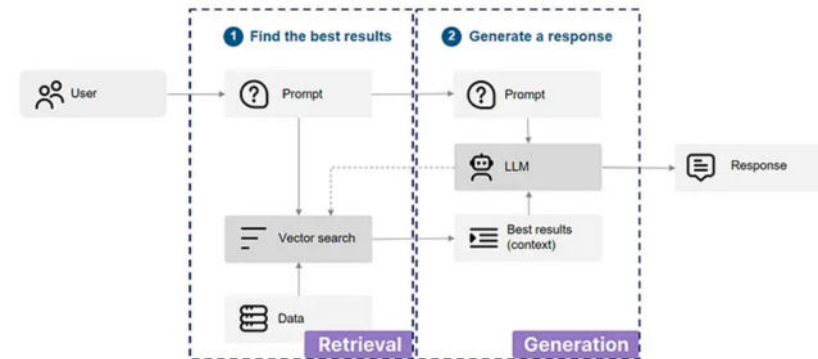 1 Find the best results
2 Generate a response
User
Prompt
Prompt
LLM
Response
Vector search
Best results
(context)
Data
Retrieval
Generation